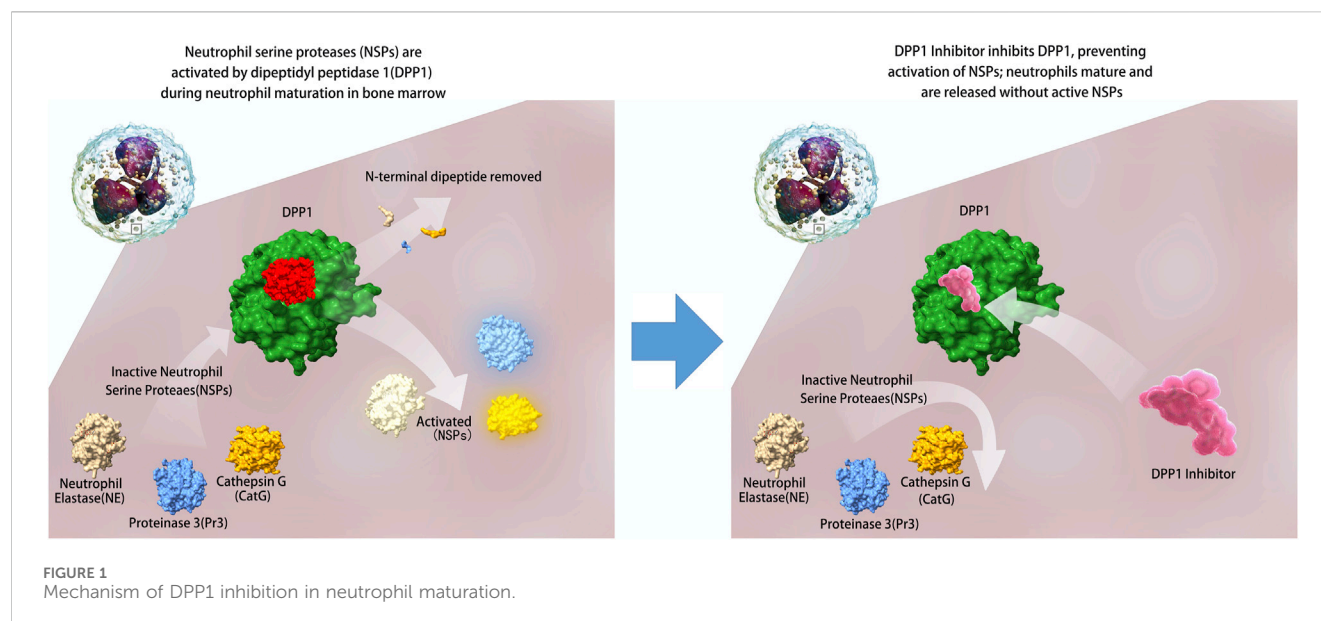 Neutrophil serine proteases (NSPs) are
activated by dipeptidyl peptidase 1(DPP1)
during neutrophil maturation in bone marrow
N-terminal dipeptide removed
DPP1
Inactive Neutrophil
Serine Proteaes(NSPs)
Activated
(NSPs)
Neutrophil
Elastase(NE)
Cathepsin G
(CatG)
Proteinase 3(Pr3)
DPP1 Inhibitor inhibits DPP1, preventing
activation of NSPs; neutrophils mature and
are released without active NSPs
DPP1
Inactive Neutrophil
Serine Proteaes(NSPs)
Neutrophil
Elastase(NE)
Cathepsin G
(CatG)
Proteinase 3(Pr3)
DPP1 Inhibitor
FIGURE 1
Mechanism of DPP1 inhibition in neutrophil maturation.